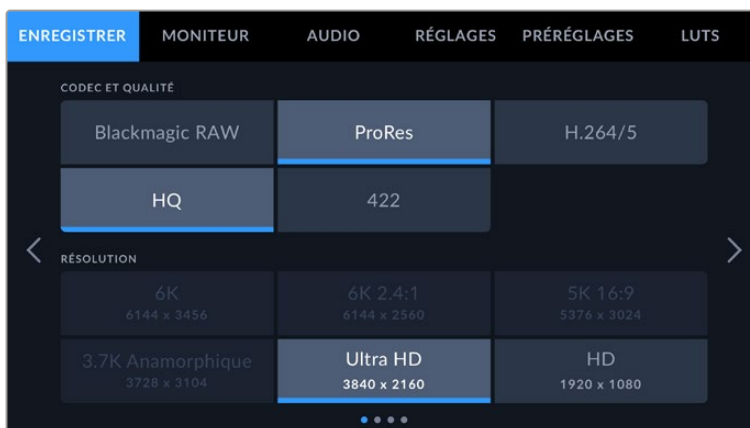 ENREGISTRER MONITEUR AUDIO RÉGLAGES PRÉRÉGLAGES LUTS
CODEC ET QUALITÉ
Blackmagic RAW ProRes H.264/5
HQ 422
RÉSOLUTION
6K 6K 2.4:1 5K 16:9
6144 x 3456 6144 x 2560 5376 x 3024
3.7K Anamorphique Ultra HD HD
3728 x 3104 3840 x 2160 1920 x 1080